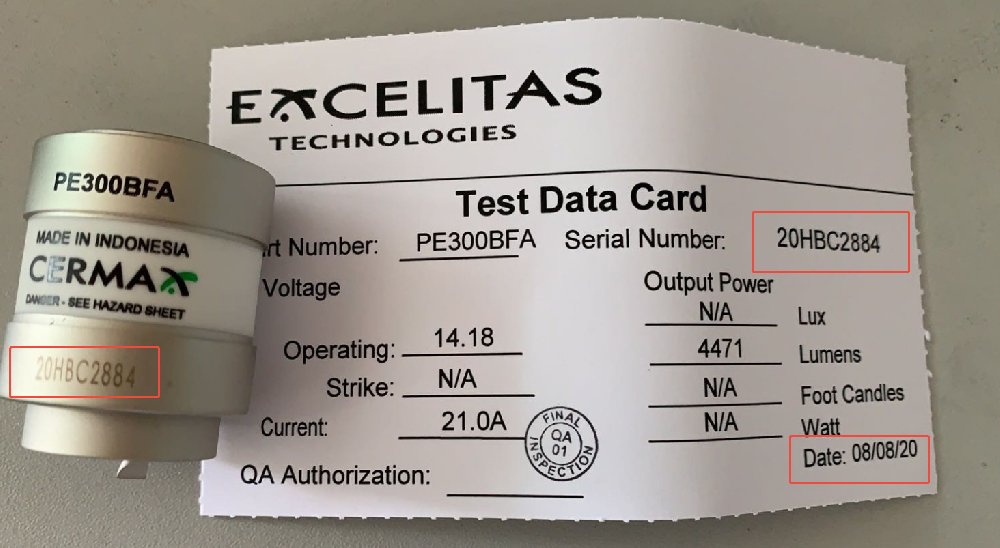 PE300BFA
MADE IN INDONESIA
CERMAX
DANGER - SEE HAZARD SHEET
20HBC2884
EXCELITAS
TECHNOLOGIES
Test Data Card
rt Number: PE300BFA Serial Number: 20HBC2884
Voltage Output Power
N/A Lux
Operating: 14.18 4471 Lumens
Strike: N/A N/A Foot Candles
Current: 21.0A N/A Watt
FINAL INSPECTION
QA
01
Date: 08/08/20
QA Authorization: